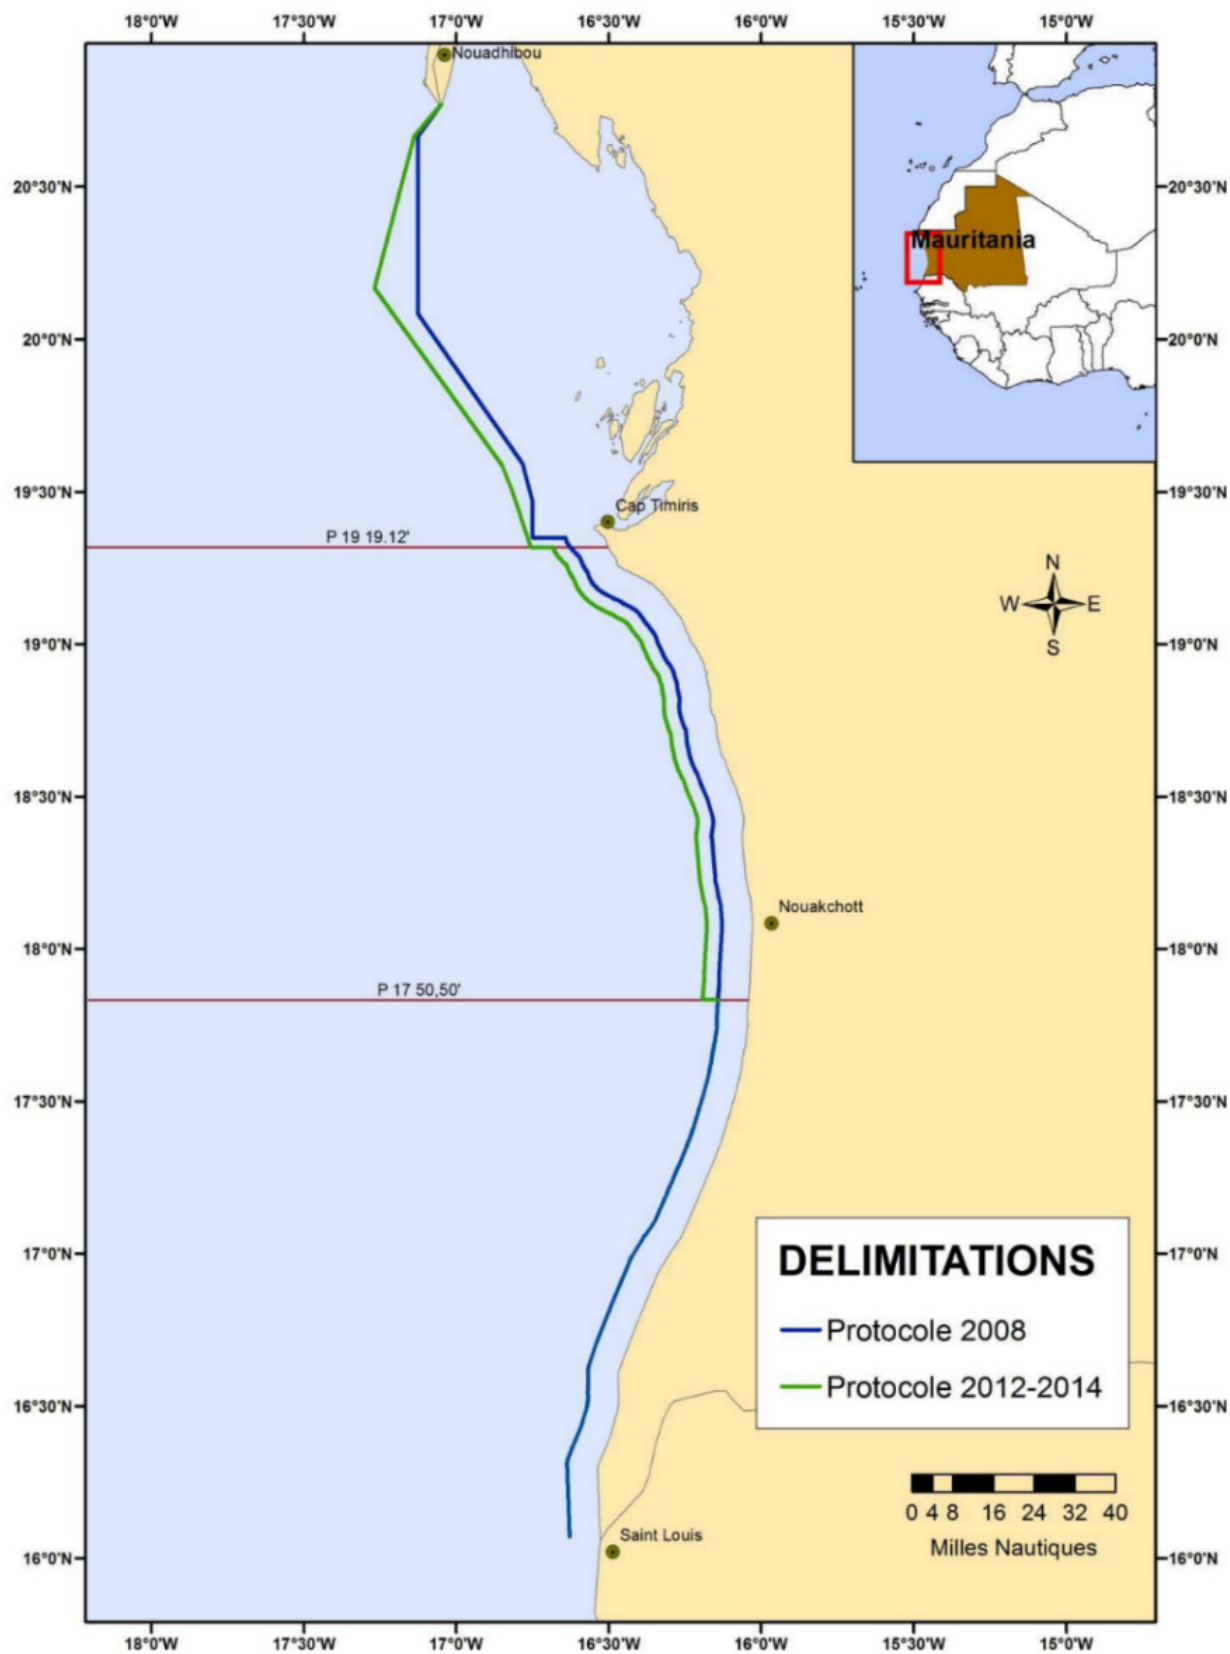 18°0'W 17°30'W 17°0'W 16°30'W 16°0'W 15°30'W 15°0'W
Nouadhibou
20°30'N 20°30'N
Mauritania
20°0'N 20°0'N
19°30'N 19°30'N
Cap Timiris
P 19 19.12'
N
W E
S
19°0'N 19°0'N
18°30'N 18°30'N
Nouakchott
18°0'N 18°0'N
P 17 50,50'
17°30'N 17°30'N
17°0'N 17°0'N
DELIMITATIONS
Protocole 2008
Protocole 2012-2014
16°30'N 16°30'N
0 4 8 16 24 32 40
Milles Nautiques
Saint Louis
16°0'N 16°0'N
18°0'W 17°30'W 17°0'W 16°30'W 16°0'W 15°30'W 15°0'W